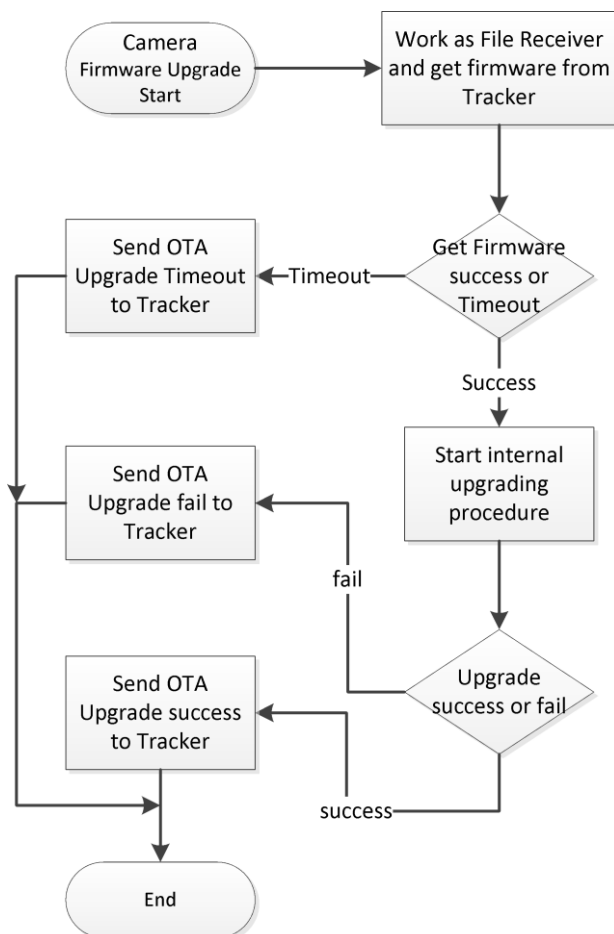 Camera
Firmware Upgrade
Start
Work as File Receiver
and get firmware from
Tracker
Get Firmware
success or
Timeout
Timeout
Send OTA
Upgrade Timeout
to Tracker
Success
Start internal
upgrading
procedure
Send OTA
Upgrade fail to
Tracker
fail
Upgrade
success or fail
Send OTA
Upgrade success
to Tracker
success
End